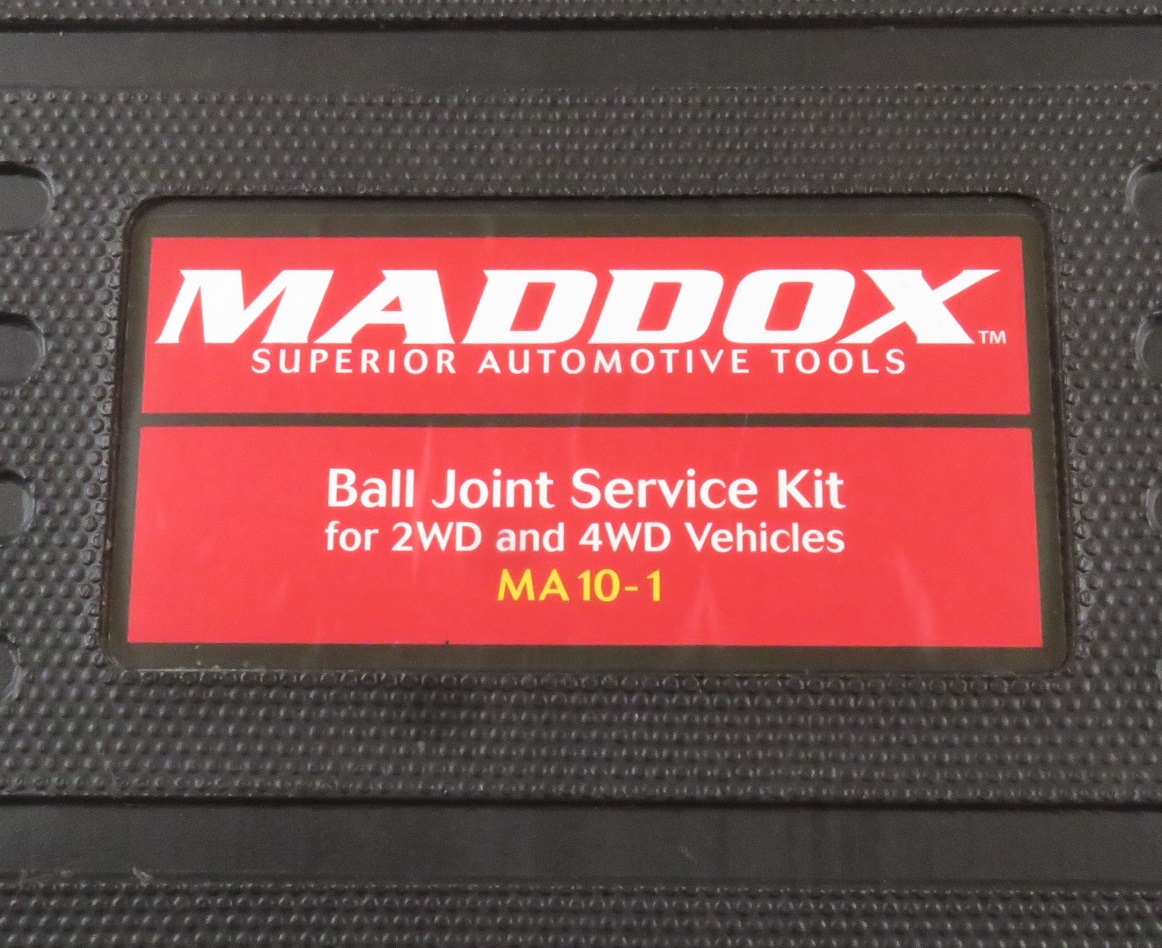 MADDOX™
SUPERIOR AUTOMOTIVE TOOLS
Ball Joint Service Kit
for 2WD and 4WD Vehicles
MA10-1